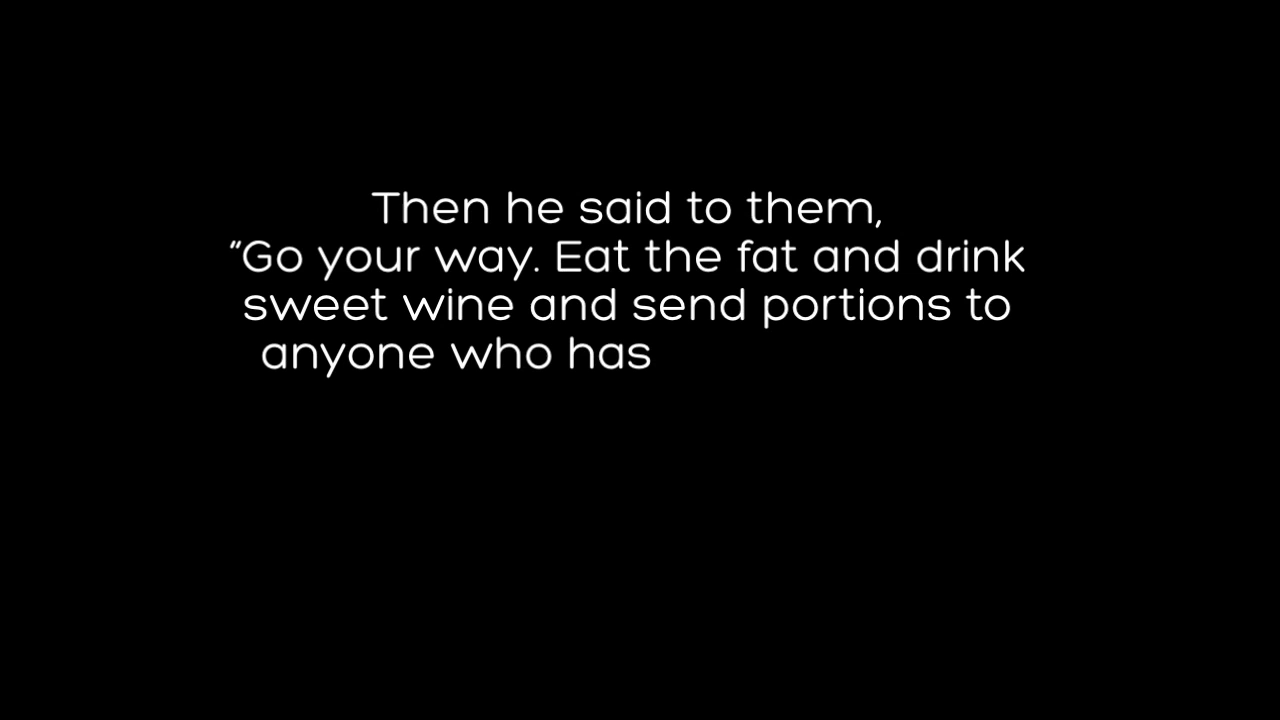 Then he said to them,
“Go your way. Eat the fat and drink
sweet wine and send portions to
anyone who has